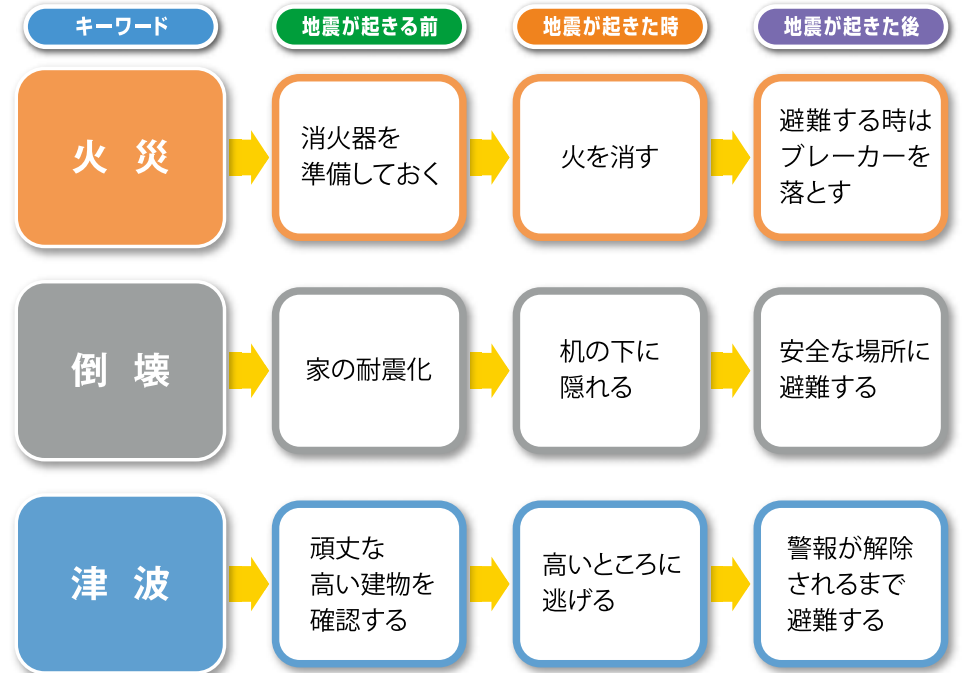 キーワード
地震が起きる前
地震が起きた時
地震が起きた後
火災
消火器を
準備しておく
火を消す
避難する時は
ブレーカーを
落とす
倒壊
家の耐震化
机の下に
隠れる
安全な場所に
避難する
津波
頑丈な
高い建物を
確認する
高いところに
逃げる
警報が解除
されるまで
避難する